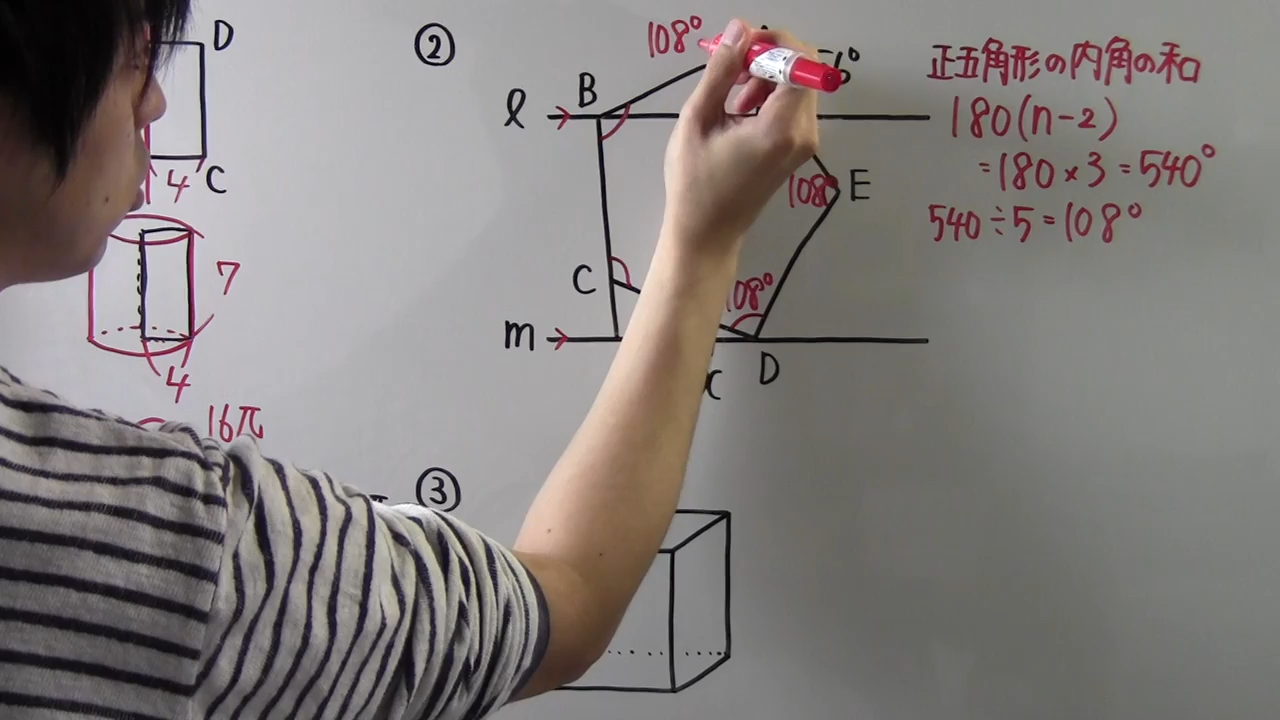 D
C
4
7
4
16π
②
108°
B
ℓ
108°
E
C
108°
m
D
③
正五角形の内角の和
180(n-2)
=180×3=540°
540÷5=108°